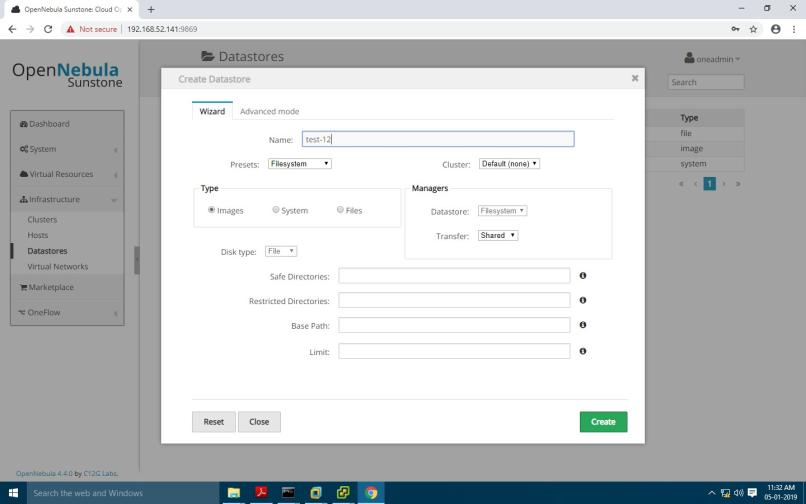 OpenNebula Sunstone: Cloud Op
Not secure | 192.168.52.141:9869
OpenNebula
Sunstone
Datastores
oneadmin
Search
Dashboard
System
Virtual Resources
Infrastructure
Clusters
Hosts
Datastores
Virtual Networks
Marketplace
OneFlow
Type
file
image
system
« ‹ 1 › »
Create Datastore
Wizard Advanced mode
Name: test-12
Presets: Filesystem Cluster: Default (none)
Type
Images System Files
Managers
Datastore: Filesystem
Transfer: Shared
Disk type: File
Safe Directories:
Restricted Directories:
Base Path:
Limit:
Reset Close Create
OpenNebula 4.4.0 by C12G Labs.
Search the web and Windows
11:32 AM
05-01-2019